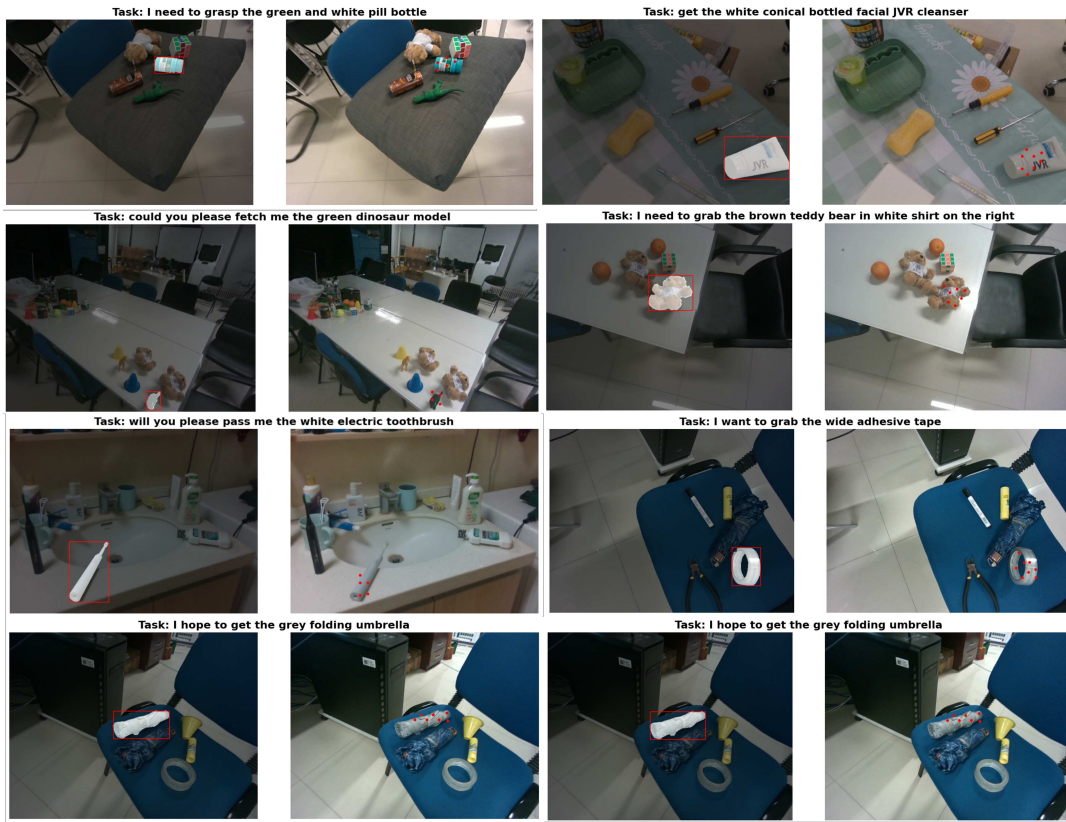 Task: I need to grasp the green and white pill bottle
Task: get the white conical bottled facial JVR cleanser
JVR
JVR
Task: could you please fetch me the green dinosaur model
Task: I need to grab the brown teddy bear in white shirt on the right
Task: will you please pass me the white electric toothbrush
Task: I want to grab the wide adhesive tape
Task: I hope to get the grey folding umbrella
Task: I hope to get the grey folding umbrella